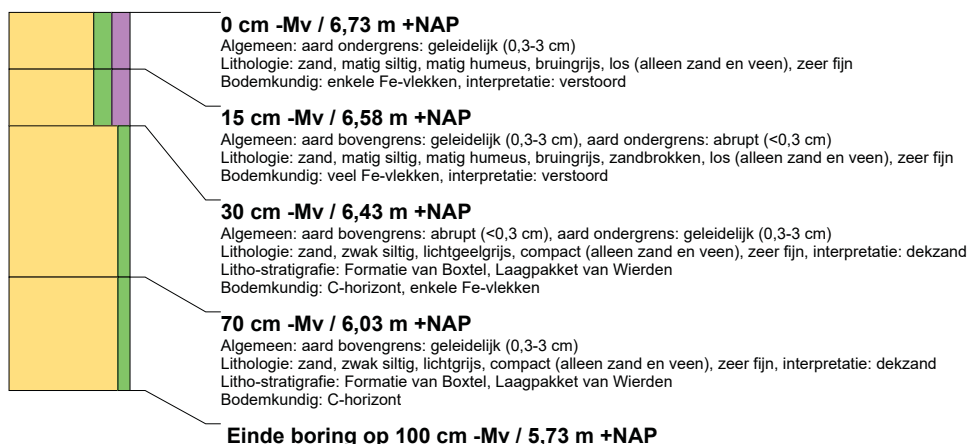 0 cm -Mv / 6,73 m +NAP
Algemeen: aard ondergrens: geleidelijk (0,3-3 cm)
Lithologie: zand, matig siltig, matig humeus, bruingrijs, los (alleen zand en veen), zeer fijn
Bodemkundig: enkele Fe-vlekken, interpretatie: verstoord
15 cm -Mv / 6,58 m +NAP
Algemeen: aard bovengrens: geleidelijk (0,3-3 cm), aard ondergrens: abrupt (<0,3 cm)
Lithologie: zand, matig siltig, matig humeus, bruingrijs, zandbrokken, los (alleen zand en veen), zeer fijn
Bodemkundig: veel Fe-vlekken, interpretatie: verstoord
30 cm -Mv / 6,43 m +NAP
Algemeen: aard bovengrens: abrupt (<0,3 cm), aard ondergrens: geleidelijk (0,3-3 cm)
Lithologie: zand, zwak siltig, lichtgeelgrijs, compact (alleen zand en veen), zeer fijn, interpretatie: dekzand
Litho-stratigrafie: Formatie van Boxtel, Laagpakket van Wierden
Bodemkundig: C-horizont, enkele Fe-vlekken
70 cm -Mv / 6,03 m +NAP
Algemeen: aard bovengrens: geleidelijk (0,3-3 cm)
Lithologie: zand, zwak siltig, lichtgrijs, compact (alleen zand en veen), zeer fijn, interpretatie: dekzand
Litho-stratigrafie: Formatie van Boxtel, Laagpakket van Wierden
Bodemkundig: C-horizont
Einde boring op 100 cm -Mv / 5,73 m +NAP